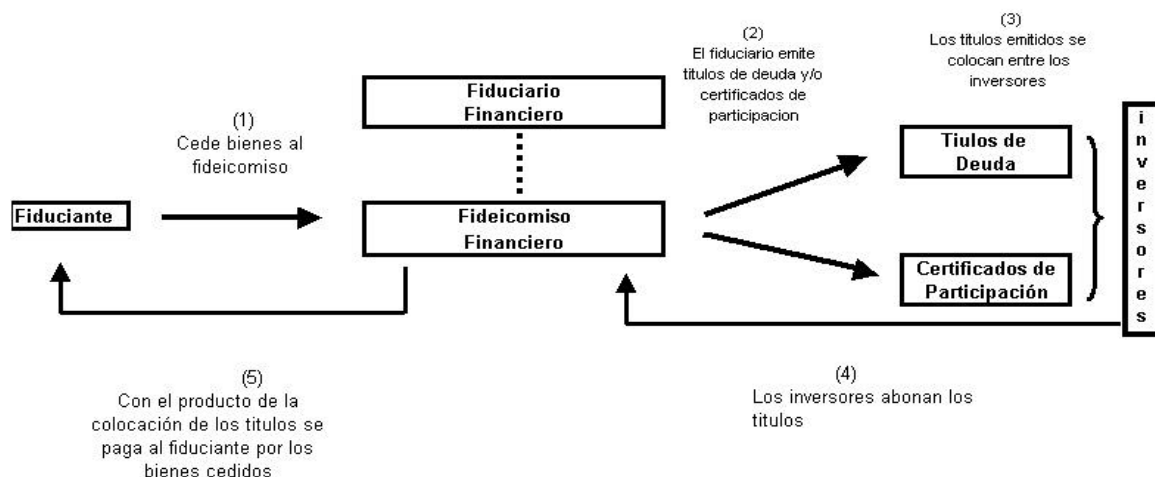 (1)
Cede bienes al
fideicomiso
Fiduciante
Fiduciario
Financiero
Fideicomiso
Financiero
(2)
El fiduciario emite
titulos de deuda y/o
certificados de
participacion
(3)
Los titulos emitidos se
colocan entre los
inversores
Tiulos de
Deuda
Certificados de
Participación
inversores
(4)
Los inversores abonan los
titulos
(5)
Con el producto de la
colocación de los titulos se
paga al fiduciante por los
bienes cedidos